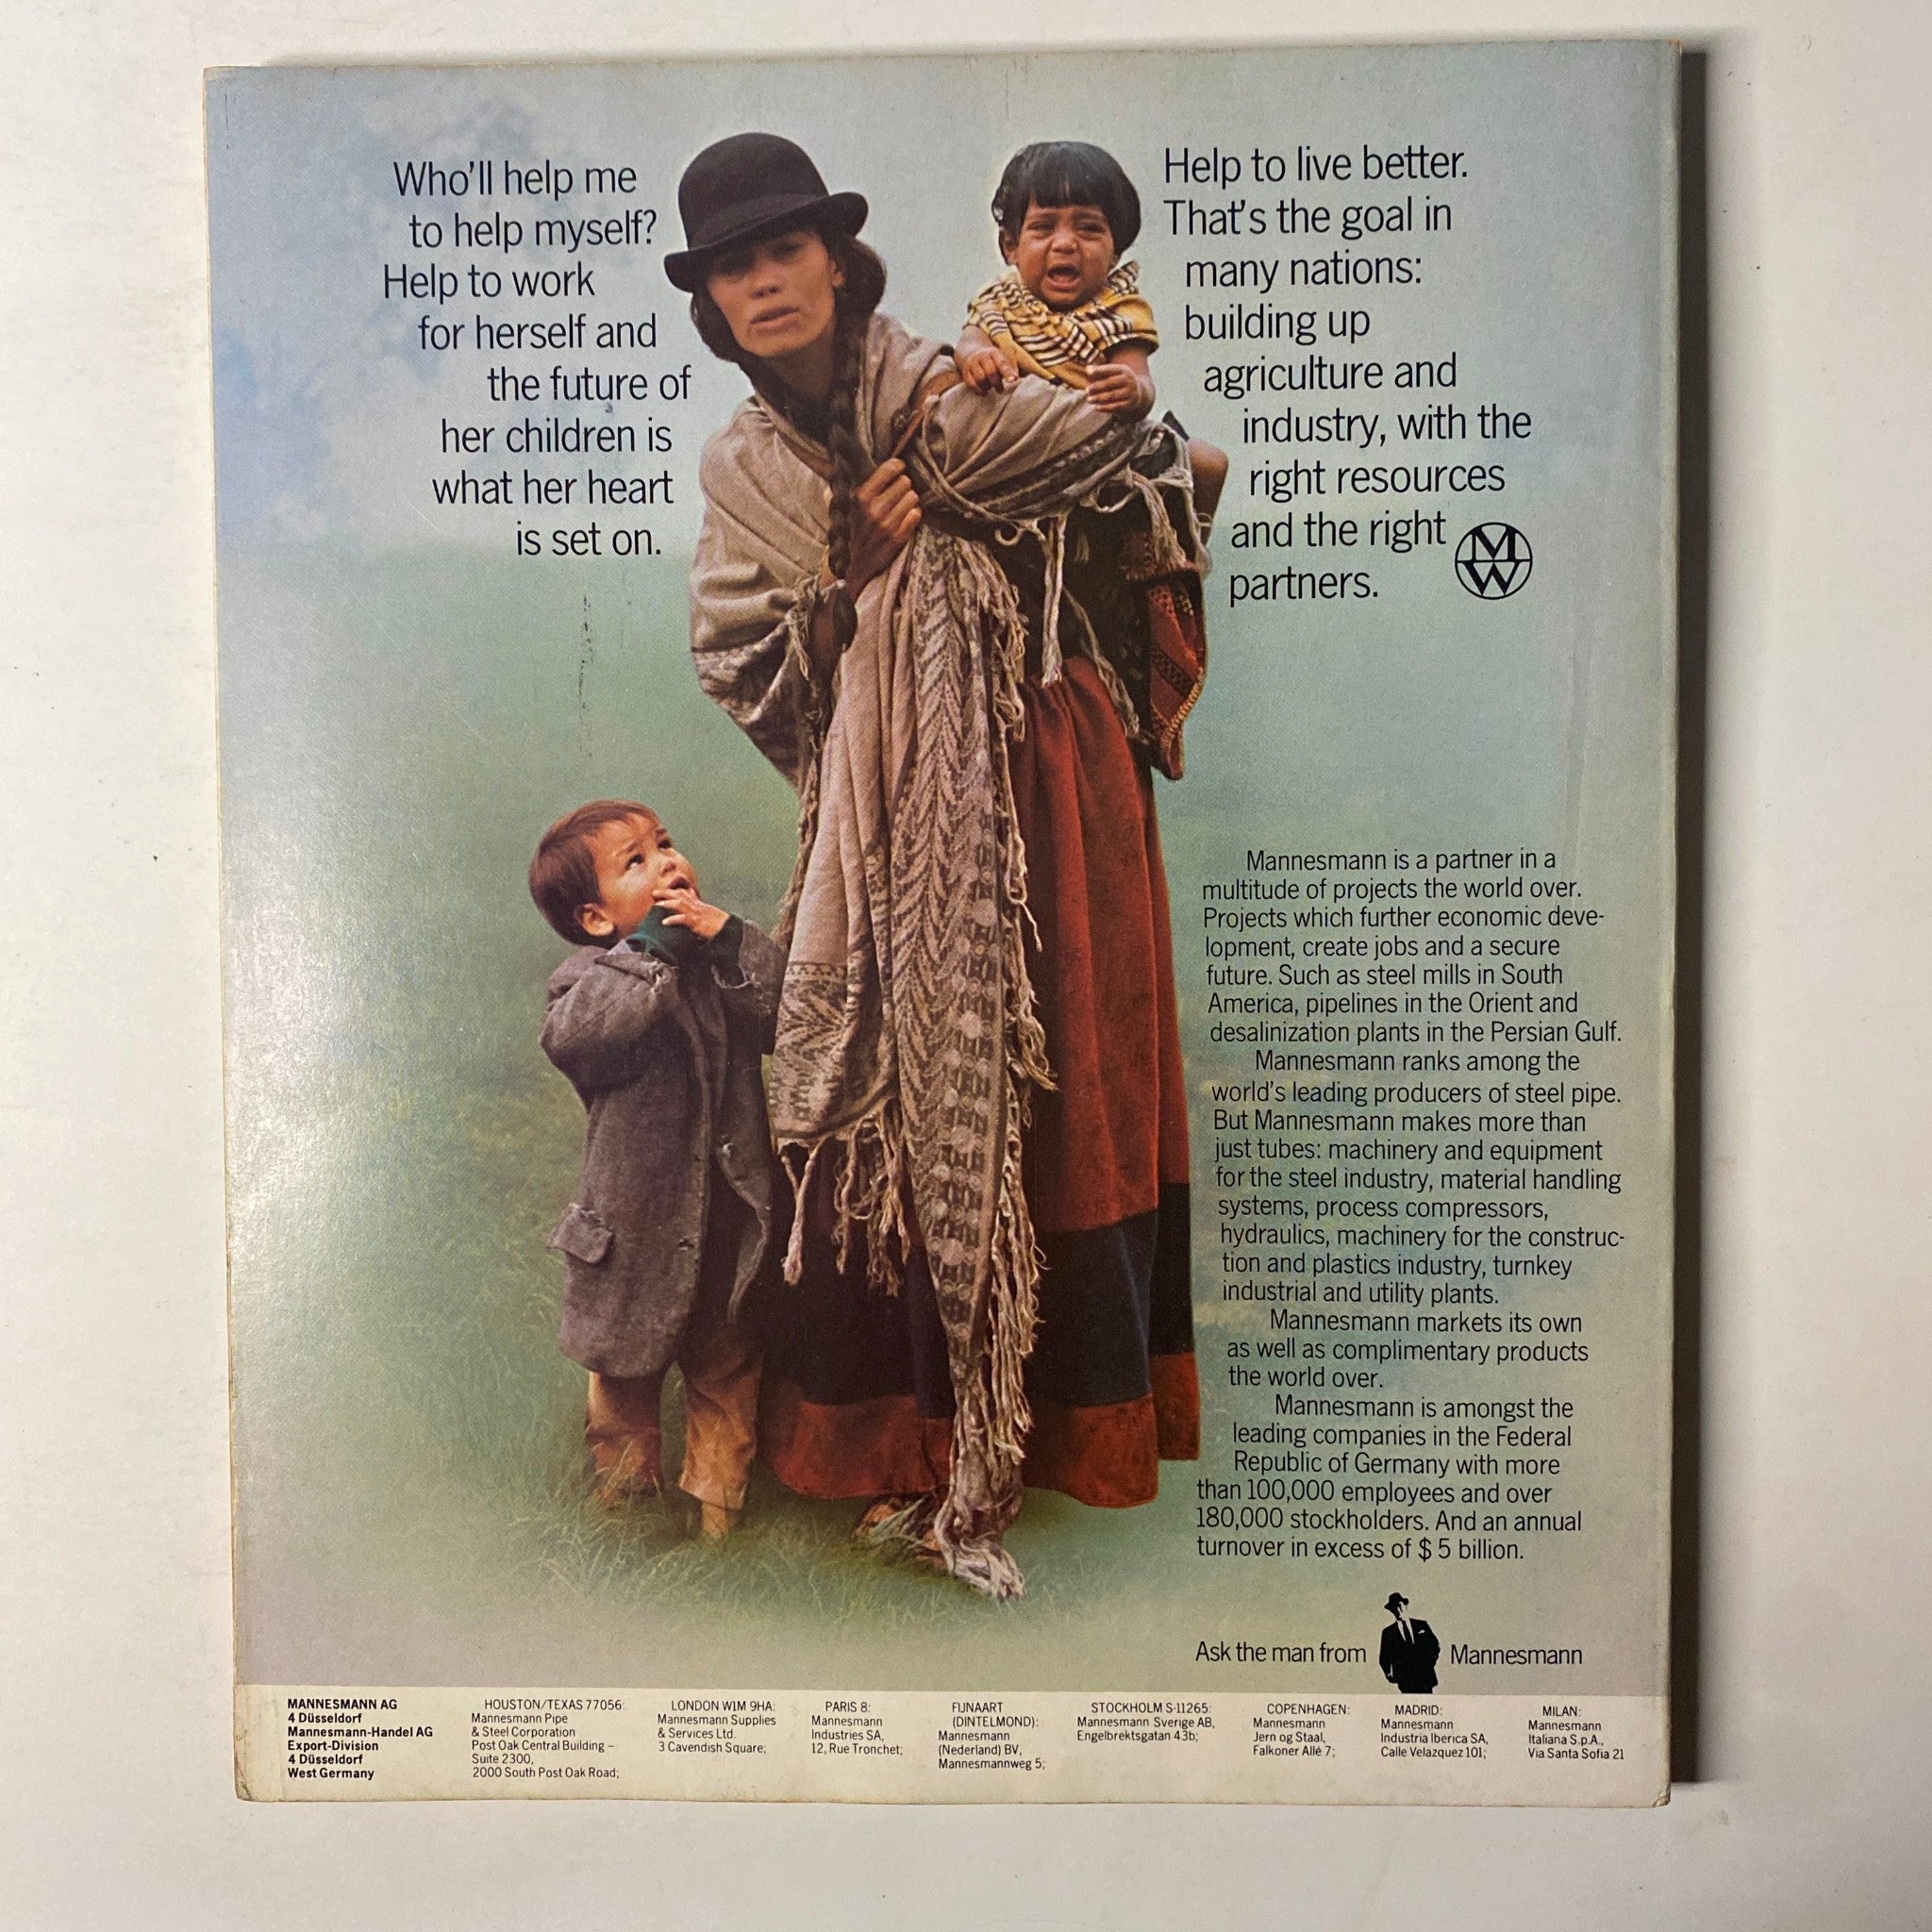 Who'll help me
to help myself?
Help to work
for herself and
the future of
her children is
what her heart
is set on.
Help to live better.
That's the goal in
many nations:
building up
agriculture and
industry, with the
right resources
and the right
partners.
M
W
Mannesmann is a partner in a
multitude of projects the world over.
Projects which further economic deve-
lopment, create jobs and a secure
future. Such as steel mills in South
America, pipelines in the Orient and
desalinization plants in the Persian Gulf.
Mannesmann ranks among the
world's leading producers of steel pipe.
But Mannesmann makes more than
just tubes: machinery and equipment
for the steel industry, material handling
systems, process compressors,
hydraulics, machinery for the construc-
tion and plastics industry, turnkey
industrial and utility plants.
Mannesmann markets its own
as well as complimentary products
the world over.
Mannesmann is amongst the
leading companies in the Federal
Republic of Germany with more
than 100,000 employees and over
180,000 stockholders. And an annual
turnover in excess of $ 5 billion.
Ask the man from Mannesmann
MANNESMANN AG
4 Düsseldorf
Mannesmann-Handel AG
Export-Division
4 Düsseldorf
West Germany
HOUSTON/TEXAS 77056:
Mannesmann Pipe
& Steel Corporation
Post Oak Central Building –
Suite 2300,
2000 South Post Oak Road;
LONDON W1M 9HA:
Mannesmann Supplies
& Services Ltd.
3 Cavendish Square;
PARIS 8:
Mannesmann
Industries SA,
12, Rue Tronchet;
FIJNAART
(DINTELMOND):
Mannesmann
(Nederland) BV,
Mannesmannweg 5;
STOCKHOLM S-11265:
Mannesmann Sverige AB,
Engelbrektsgatan 43b;
COPENHAGEN:
Mannesmann
Jern og Staal,
Falkoner Allé 7;
MADRID:
Mannesmann
Industria Iberica SA,
Calle Velazquez 101;
MILAN:
Mannesmann
Italiana S.p.A.,
Via Santa Sofia 21